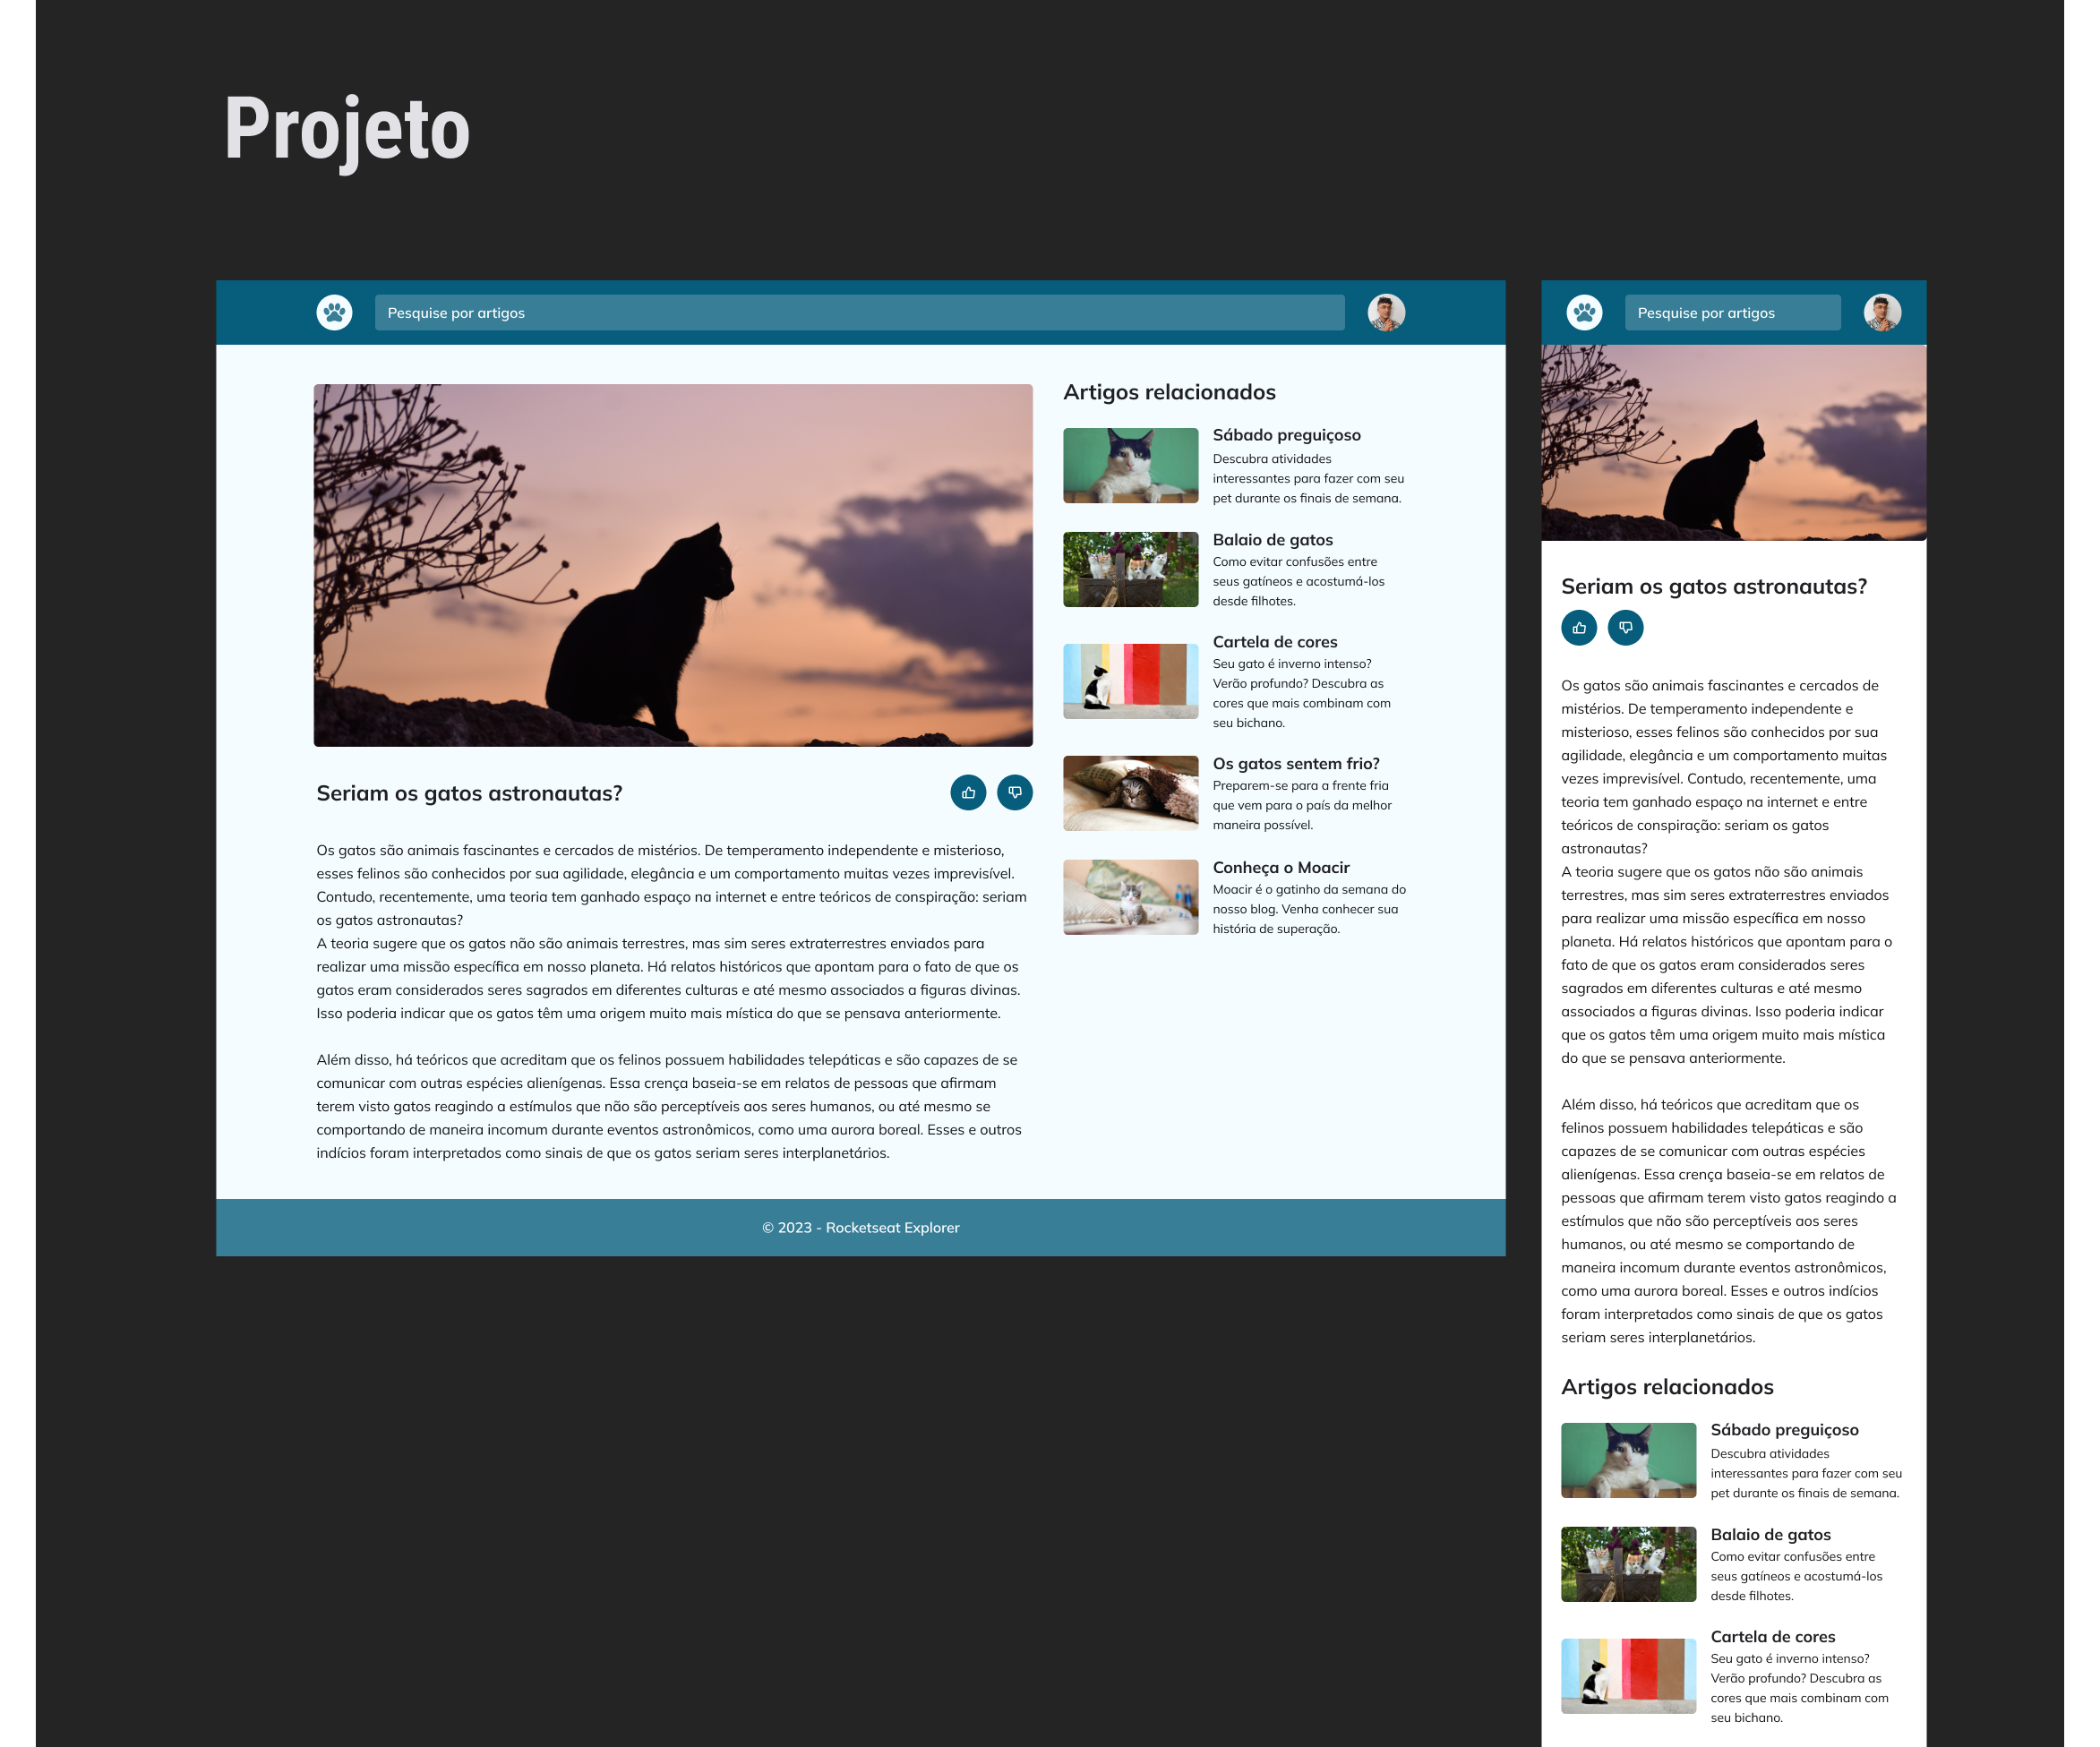 Projeto
Pesquise por artigos
Seriam os gatos astronautas?
Os gatos são animais fascinantes e cercados de mistérios. De temperamento independente e misterioso,
esses felinos são conhecidos por sua agilidade, elegância e um comportamento muitas vezes imprevisível.
Contudo, recentemente, uma teoria tem ganhado espaço na internet e entre teóricos de conspiração: seriam
os gatos astronautas?
A teoria sugere que os gatos não são animais terrestres, mas sim seres extraterrestres enviados para
realizar uma missão específica em nosso planeta. Há relatos históricos que apontam para o fato de que os
gatos eram considerados seres sagrados em diferentes culturas e até mesmo associados a figuras divinas.
Isso poderia indicar que os gatos têm uma origem muito mais mística do que se pensava anteriormente.
Além disso, há teóricos que acreditam que os felinos possuem habilidades telepáticas e são capazes de se
comunicar com outras espécies alienígenas. Essa crença baseia-se em relatos de pessoas que afirmam
terem visto gatos reagindo a estímulos que não são perceptíveis aos seres humanos, ou até mesmo se
comportando de maneira incomum durante eventos astronômicos, como uma aurora boreal. Esses e outros
indícios foram interpretados como sinais de que os gatos seriam seres interplanetários.
Artigos relacionados
Sábado preguiçoso
Descubra atividades
interessantes para fazer com seu
pet durante os finais de semana.
Balaio de gatos
Como evitar confusões entre
seus gatíneos e acostumá-los
desde filhotes.
Cartela de cores
Seu gato é inverno intenso?
Verão profundo? Descubra as
cores que mais combinam com
seu bichano.
Os gatos sentem frio?
Preparem-se para a frente fria
que vem para o país da melhor
maneira possível.
Conheça o Moacir
Moacir é o gatinho da semana do
nosso blog. Venha conhecer sua
história de superação.
© 2023 - Rocketseat Explorer
Pesquise por artigos
Seriam os gatos astronautas?
Os gatos são animais fascinantes e cercados de
mistérios. De temperamento independente e
misterioso, esses felinos são conhecidos por sua
agilidade, elegância e um comportamento muitas
vezes imprevisível. Contudo, recentemente, uma
teoria tem ganhado espaço na internet e entre
teóricos de conspiração: seriam os gatos
astronautas?
A teoria sugere que os gatos não são animais
terrestres, mas sim seres extraterrestres enviados
para realizar uma missão específica em nosso
planeta. Há relatos históricos que apontam para o
fato de que os gatos eram considerados seres
sagrados em diferentes culturas e até mesmo
associados a figuras divinas. Isso poderia indicar
que os gatos têm uma origem muito mais mística
do que se pensava anteriormente.
Além disso, há teóricos que acreditam que os
felinos possuem habilidades telepáticas e são
capazes de se comunicar com outras espécies
alienígenas. Essa crença baseia-se em relatos de
pessoas que afirmam terem visto gatos reagindo a
estímulos que não são perceptíveis aos seres
humanos, ou até mesmo se comportando de
maneira incomum durante eventos astronômicos,
como uma aurora boreal. Esses e outros indícios
foram interpretados como sinais de que os gatos
seriam seres interplanetários.
Artigos relacionados
Sábado preguiçoso
Descubra atividades
interessantes para fazer com seu
pet durante os finais de semana.
Balaio de gatos
Como evitar confusões entre
seus gatíneos e acostumá-los
desde filhotes.
Cartela de cores
Seu gato é inverno intenso?
Verão profundo? Descubra as
cores que mais combinam com
seu bichano.